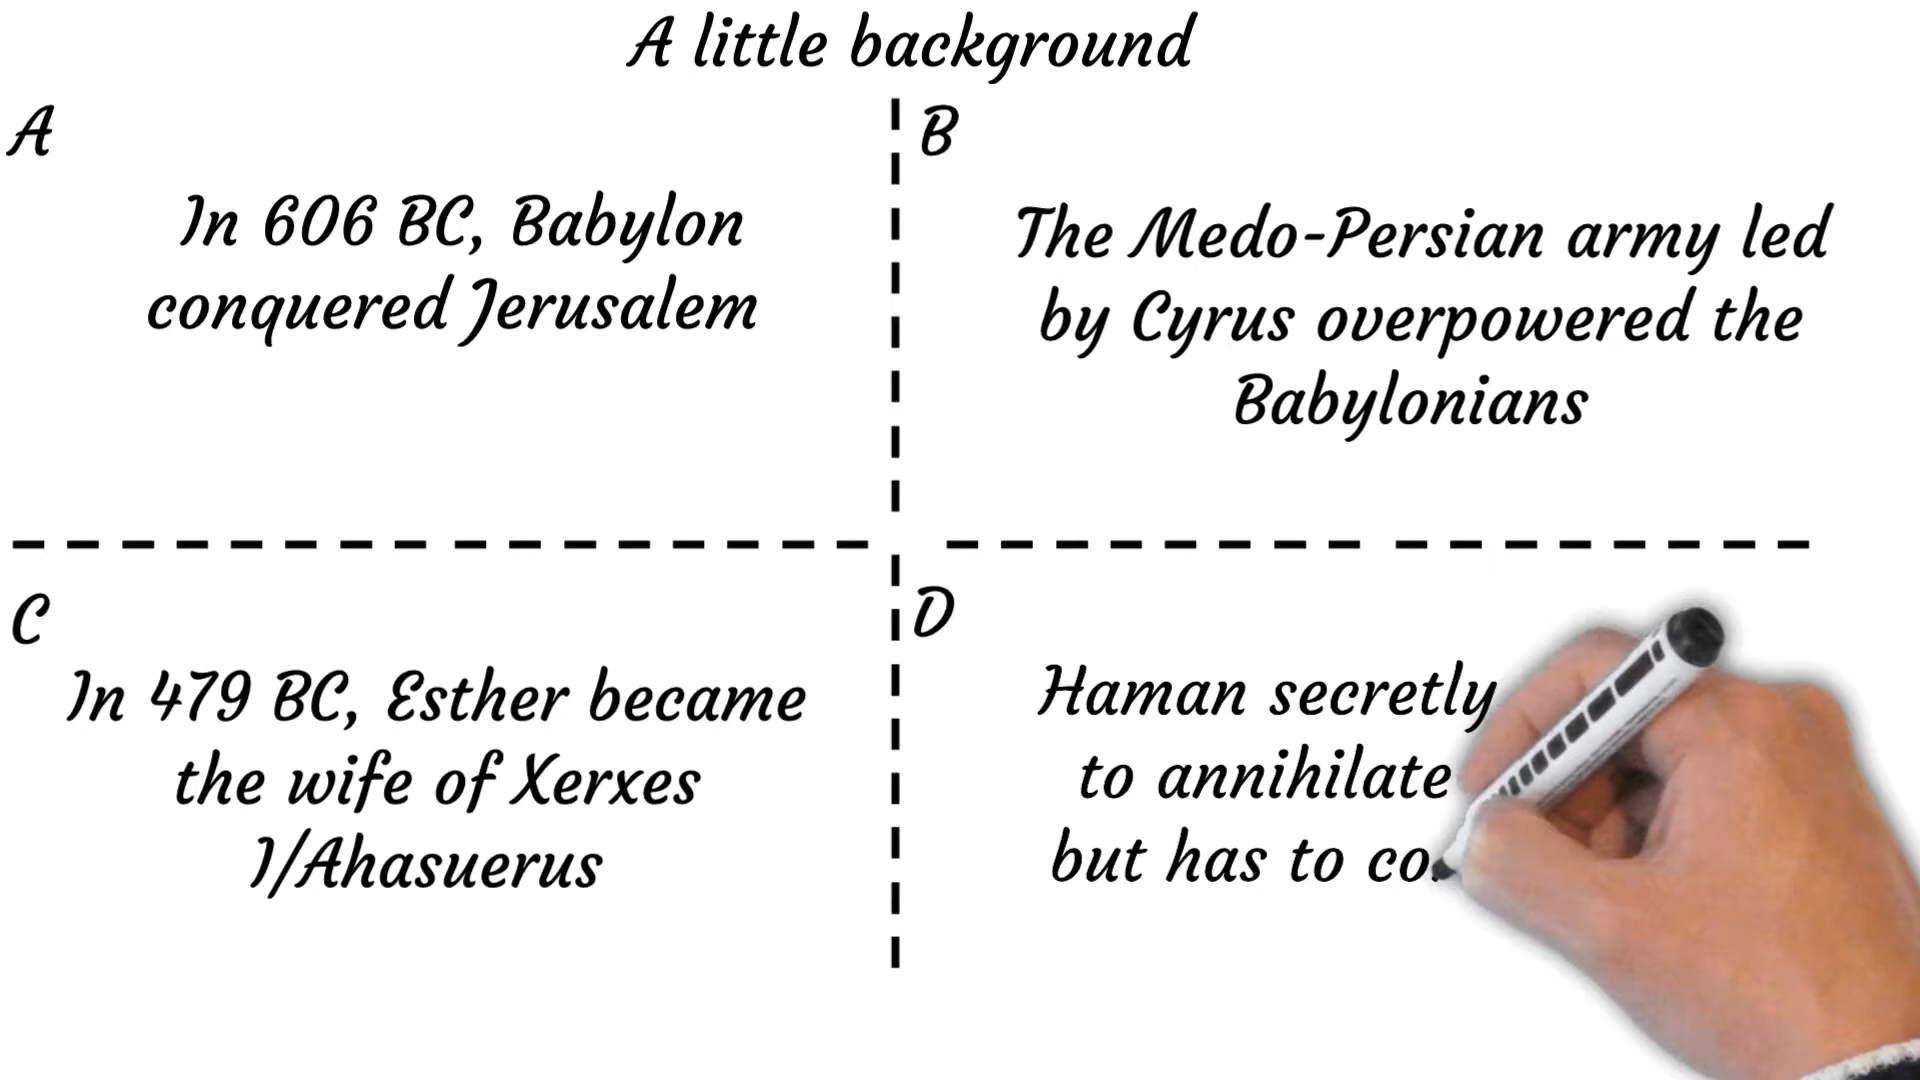 A little background
A
In 606 BC, Babylon
conquered Jerusalem
B
The Medo-Persian army led
by Cyrus overpowered the
Babylonians
C
In 479 BC, Esther became
the wife of Xerxes
I/Ahasuerus
D
Haman secretly
to annihilate
but has to